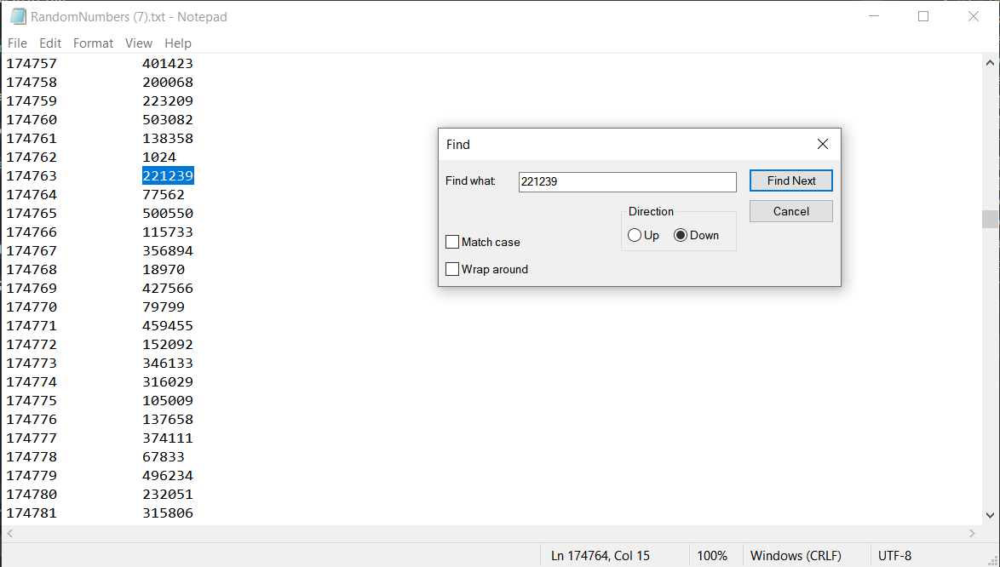 RandomNumbers (7).txt - Notepad
File Edit Format View Help
174757 401423
174758 200068
174759 223209
174760 503082
174761 138358
174762 1024
174763 221239
174764 77562
174765 500550
174766 115733
174767 356894
174768 18970
174769 427566
174770 79799
174771 459455
174772 152092
174773 346133
174774 316029
174775 105009
174776 137658
174777 374111
174778 67833
174779 496234
174780 232051
174781 315806
Find
Find what: 221239 Find Next
Direction Cancel
Up Down
Match case
Wrap around
Ln 174764, Col 15 100% Windows (CRLF) UTF-8